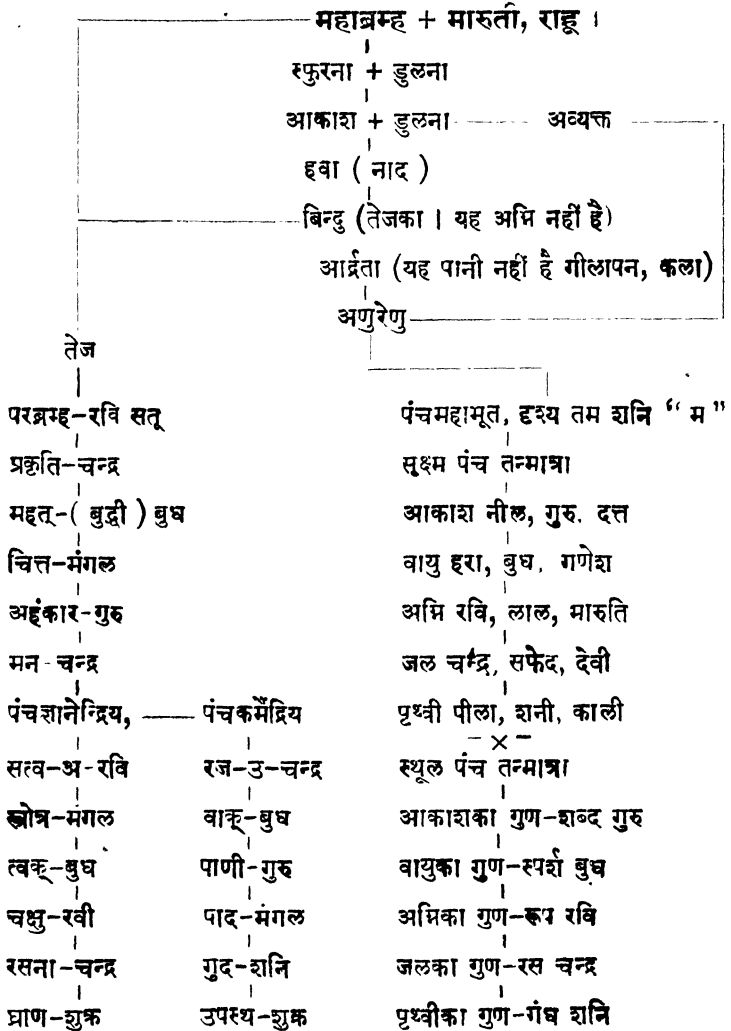 महाब्रम्ह + मारुती, राहू ।
स्फुरना + डुलना
आकाश + डुलना अव्यक्त
हवा ( नाद )
बिन्दु (तेजका । यह अग्नि नहीं है)
आर्द्रता (यह पानी नहीं है गीलापन, कला)
अणुरेणु
तेज
परब्रम्ह-रवि सत्
प्रकृति-चन्द्र
महत्-( बुद्धी ) बुध
चित्त-मंगल
अहंकार-गुरु
मन-चन्द्र
पंचज्ञानेन्द्रिय, — पंचकर्मेंद्रिय
सत्व-अ-रवि रज-उ-चन्द्र
स्त्रोत्र-मंगल वाक्-बुध
त्वक्-बुध पाणी-गुरु
चक्षु-रवी पाद-मंगल
रसना-चन्द्र गुद-शनि
घ्राण-शुक्र उपस्थ-शुक्र
पंचमहाभूत, दृश्य तम शनि “ म ”
सूक्ष्म पंच तन्मात्रा
आकाश नील, गुरु. दत्त
वायु हरा, बुध. गणेश
अग्नि रवि, लाल, मारुति
जल चन्द्र, सफेद, देवी
पृथ्वी पीला, शनी, काली
- × -
स्थूल पंच तन्मात्रा
आकाशका गुण-शब्द गुरु
वायुका गुण-स्पर्श बुध
अग्निका गुण-रूप रवि
जलका गुण-रस चन्द्र
पृथ्वीका गुण-गंध शनि